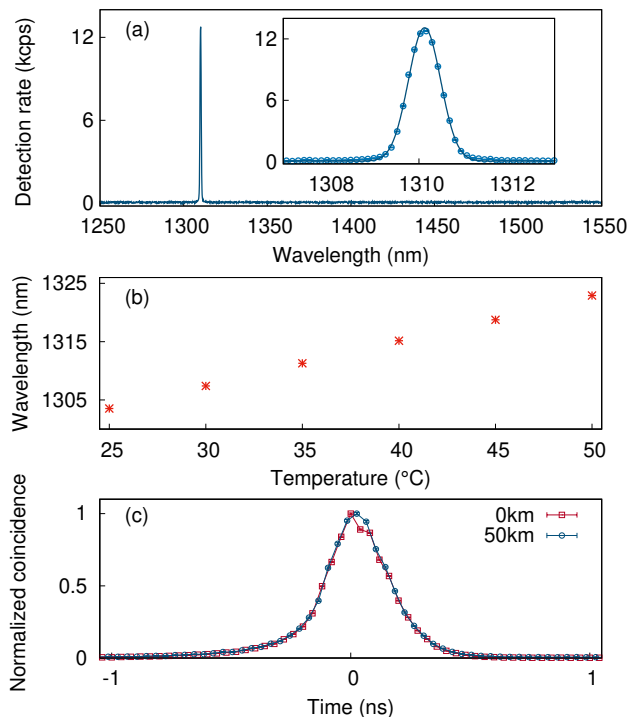 (a)
Detection rate (kcps)
12
6
0
12
6
0
1308 1310 1312
1250 1300 1350 1400 1450 1500 1550
Wavelength (nm)
(b)
Wavelength (nm)
1325
1315
1305
25 30 35 40 45 50
Temperature (°C)
(c)
Normalized coincidence
0km
50km
1
0.5
0
-1 0 1
Time (ns)